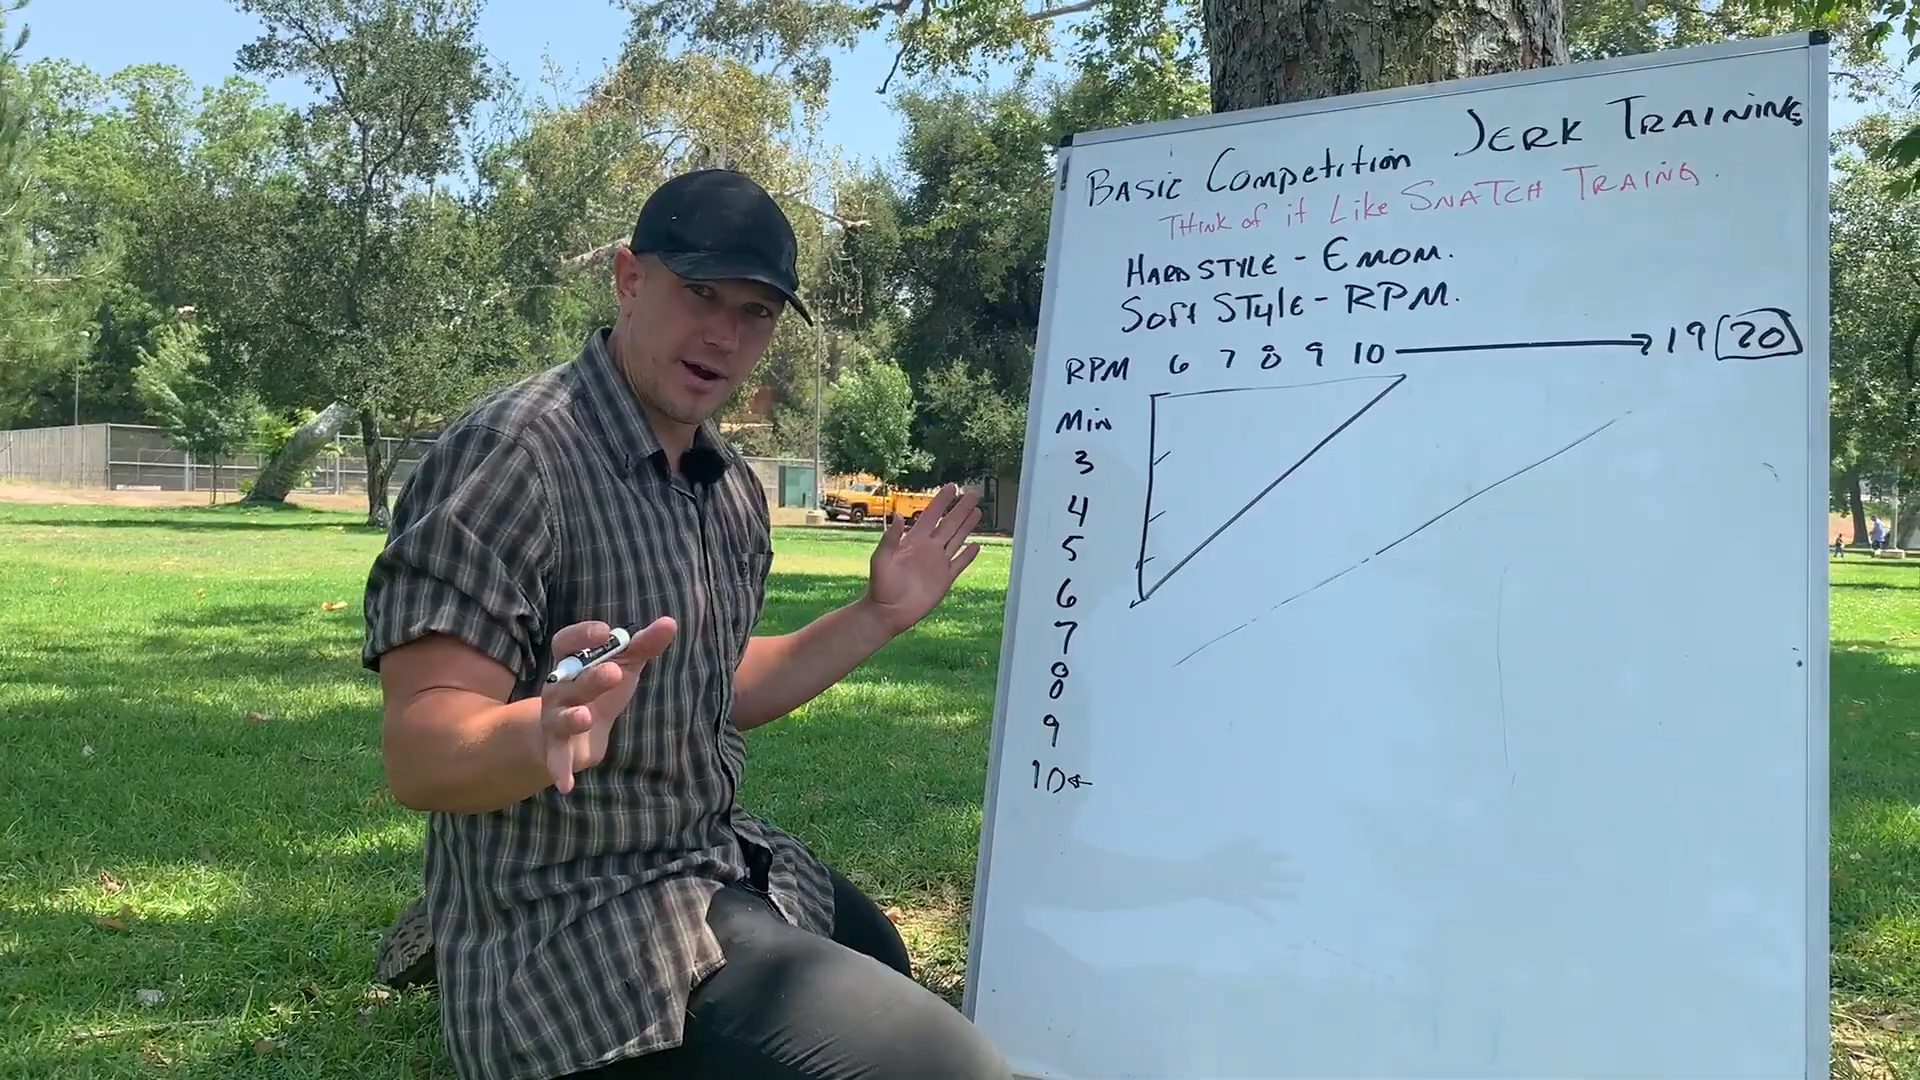 BASIC Competition JERK TRAINING
THINK of it Like SNATCH TRAING.
HARDSTYLE - EMOM.
Soft STyle - RPM.
RPM 6 7 8 9 10 → 19 20
Min
3
4
5
6
7
8
9
10